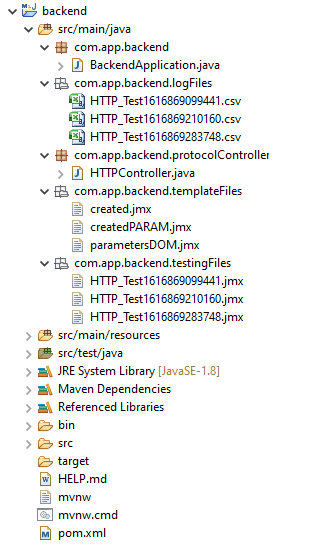 backend
src/main/java
com.app.backend
BackendApplication.java
com.app.backend.logFiles
HTTP_Test1616869099441.csv
HTTP_Test1616869210160.csv
HTTP_Test1616869283748.csv
com.app.backend.protocolController
HTTPController.java
com.app.backend.templateFiles
created.jmx
createdPARAM.jmx
parametersDOM.jmx
com.app.backend.testingFiles
HTTP_Test1616869099441.jmx
HTTP_Test1616869210160.jmx
HTTP_Test1616869283748.jmx
src/main/resources
src/test/java
JRE System Library [JavaSE-1.8]
Maven Dependencies
Referenced Libraries
bin
src
target
HELP.md
mvnw
mvnw.cmd
pom.xml